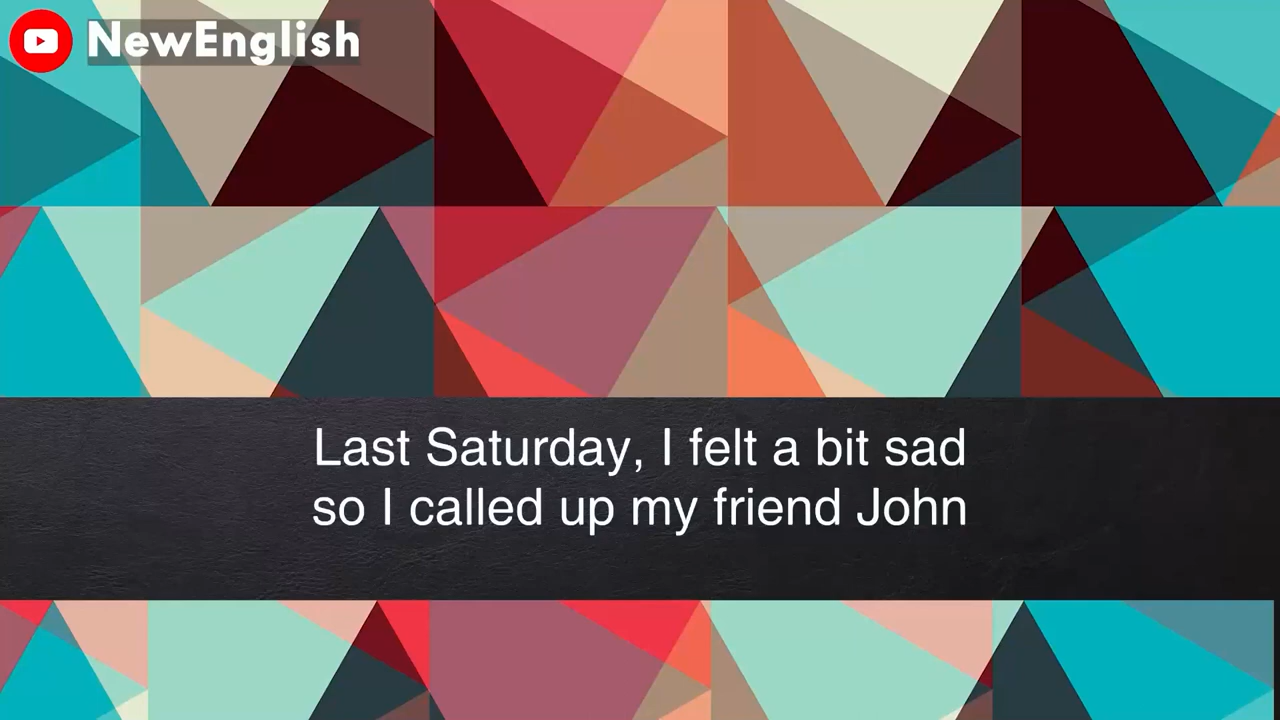 NewEnglish
Last Saturday, I felt a bit sad
so I called up my friend John